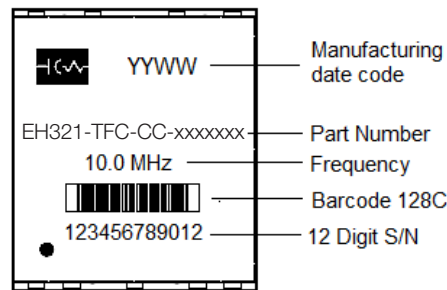 YYWW
Manufacturing
date code
EH321-TFC-CC-xxxxxxx
Part Number
10.0 MHz
Frequency
Barcode 128C
123456789012
12 Digit S/N